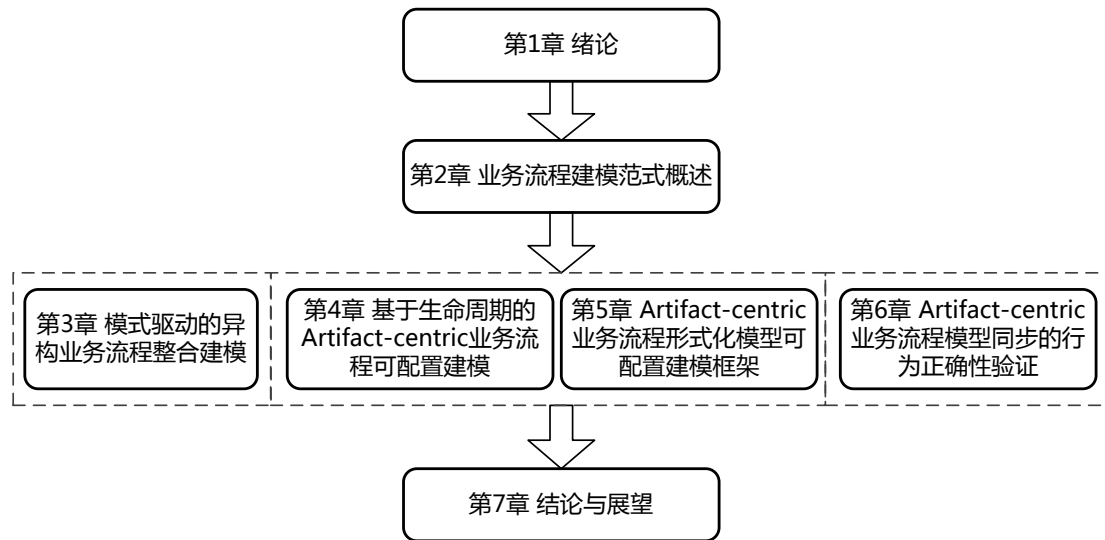 第1章 绪论
第2章 业务流程建模范式概述
第3章 模式驱动的异
构业务流程整合建模
第4章 基于生命周期的
Artifact-centric业务流
程可配置建模
第5章 Artifact-centric
业务流程形式化模型可
配置建模框架
第6章 Artifact-centric
业务流程模型同步的行
为正确性验证
第7章 结论与展望